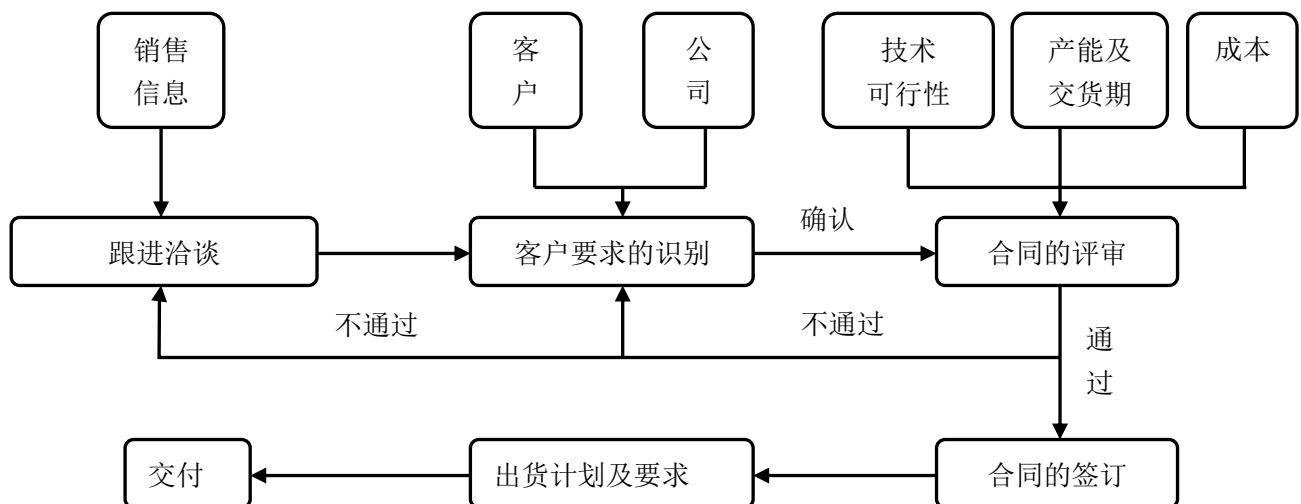 销售
信息
客
户
公
司
技术
可行性
产能及
交货期
成本
跟进洽谈
客户要求的识别
确认
合同的评审
不通过
不通过
通
过
交付
出货计划及要求
合同的签订